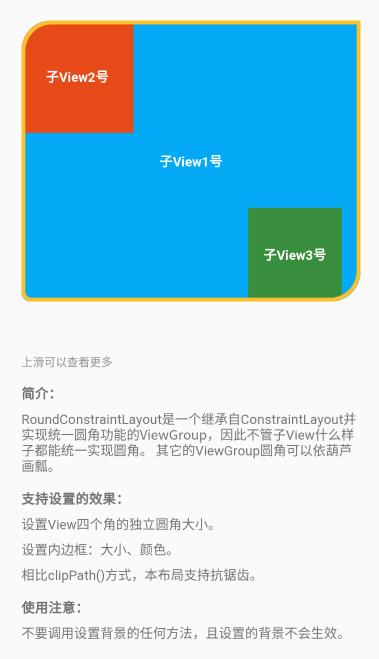 子View2号
子View1号
子View3号
上滑可以查看更多
简介：
RoundConstraintLayout是一个继承自ConstraintLayout并
实现统一圆角功能的ViewGroup，因此不管子View什么样
子都能统一实现圆角。 其它的ViewGroup圆角可以依葫芦
画瓢。
支持设置的效果：
设置View四个角的独立圆角大小。
设置内边框：大小、颜色。
相比clipPath()方式，本布局支持抗锯齿。
使用注意：
不要调用设置背景的任何方法，且设置的背景不会生效。